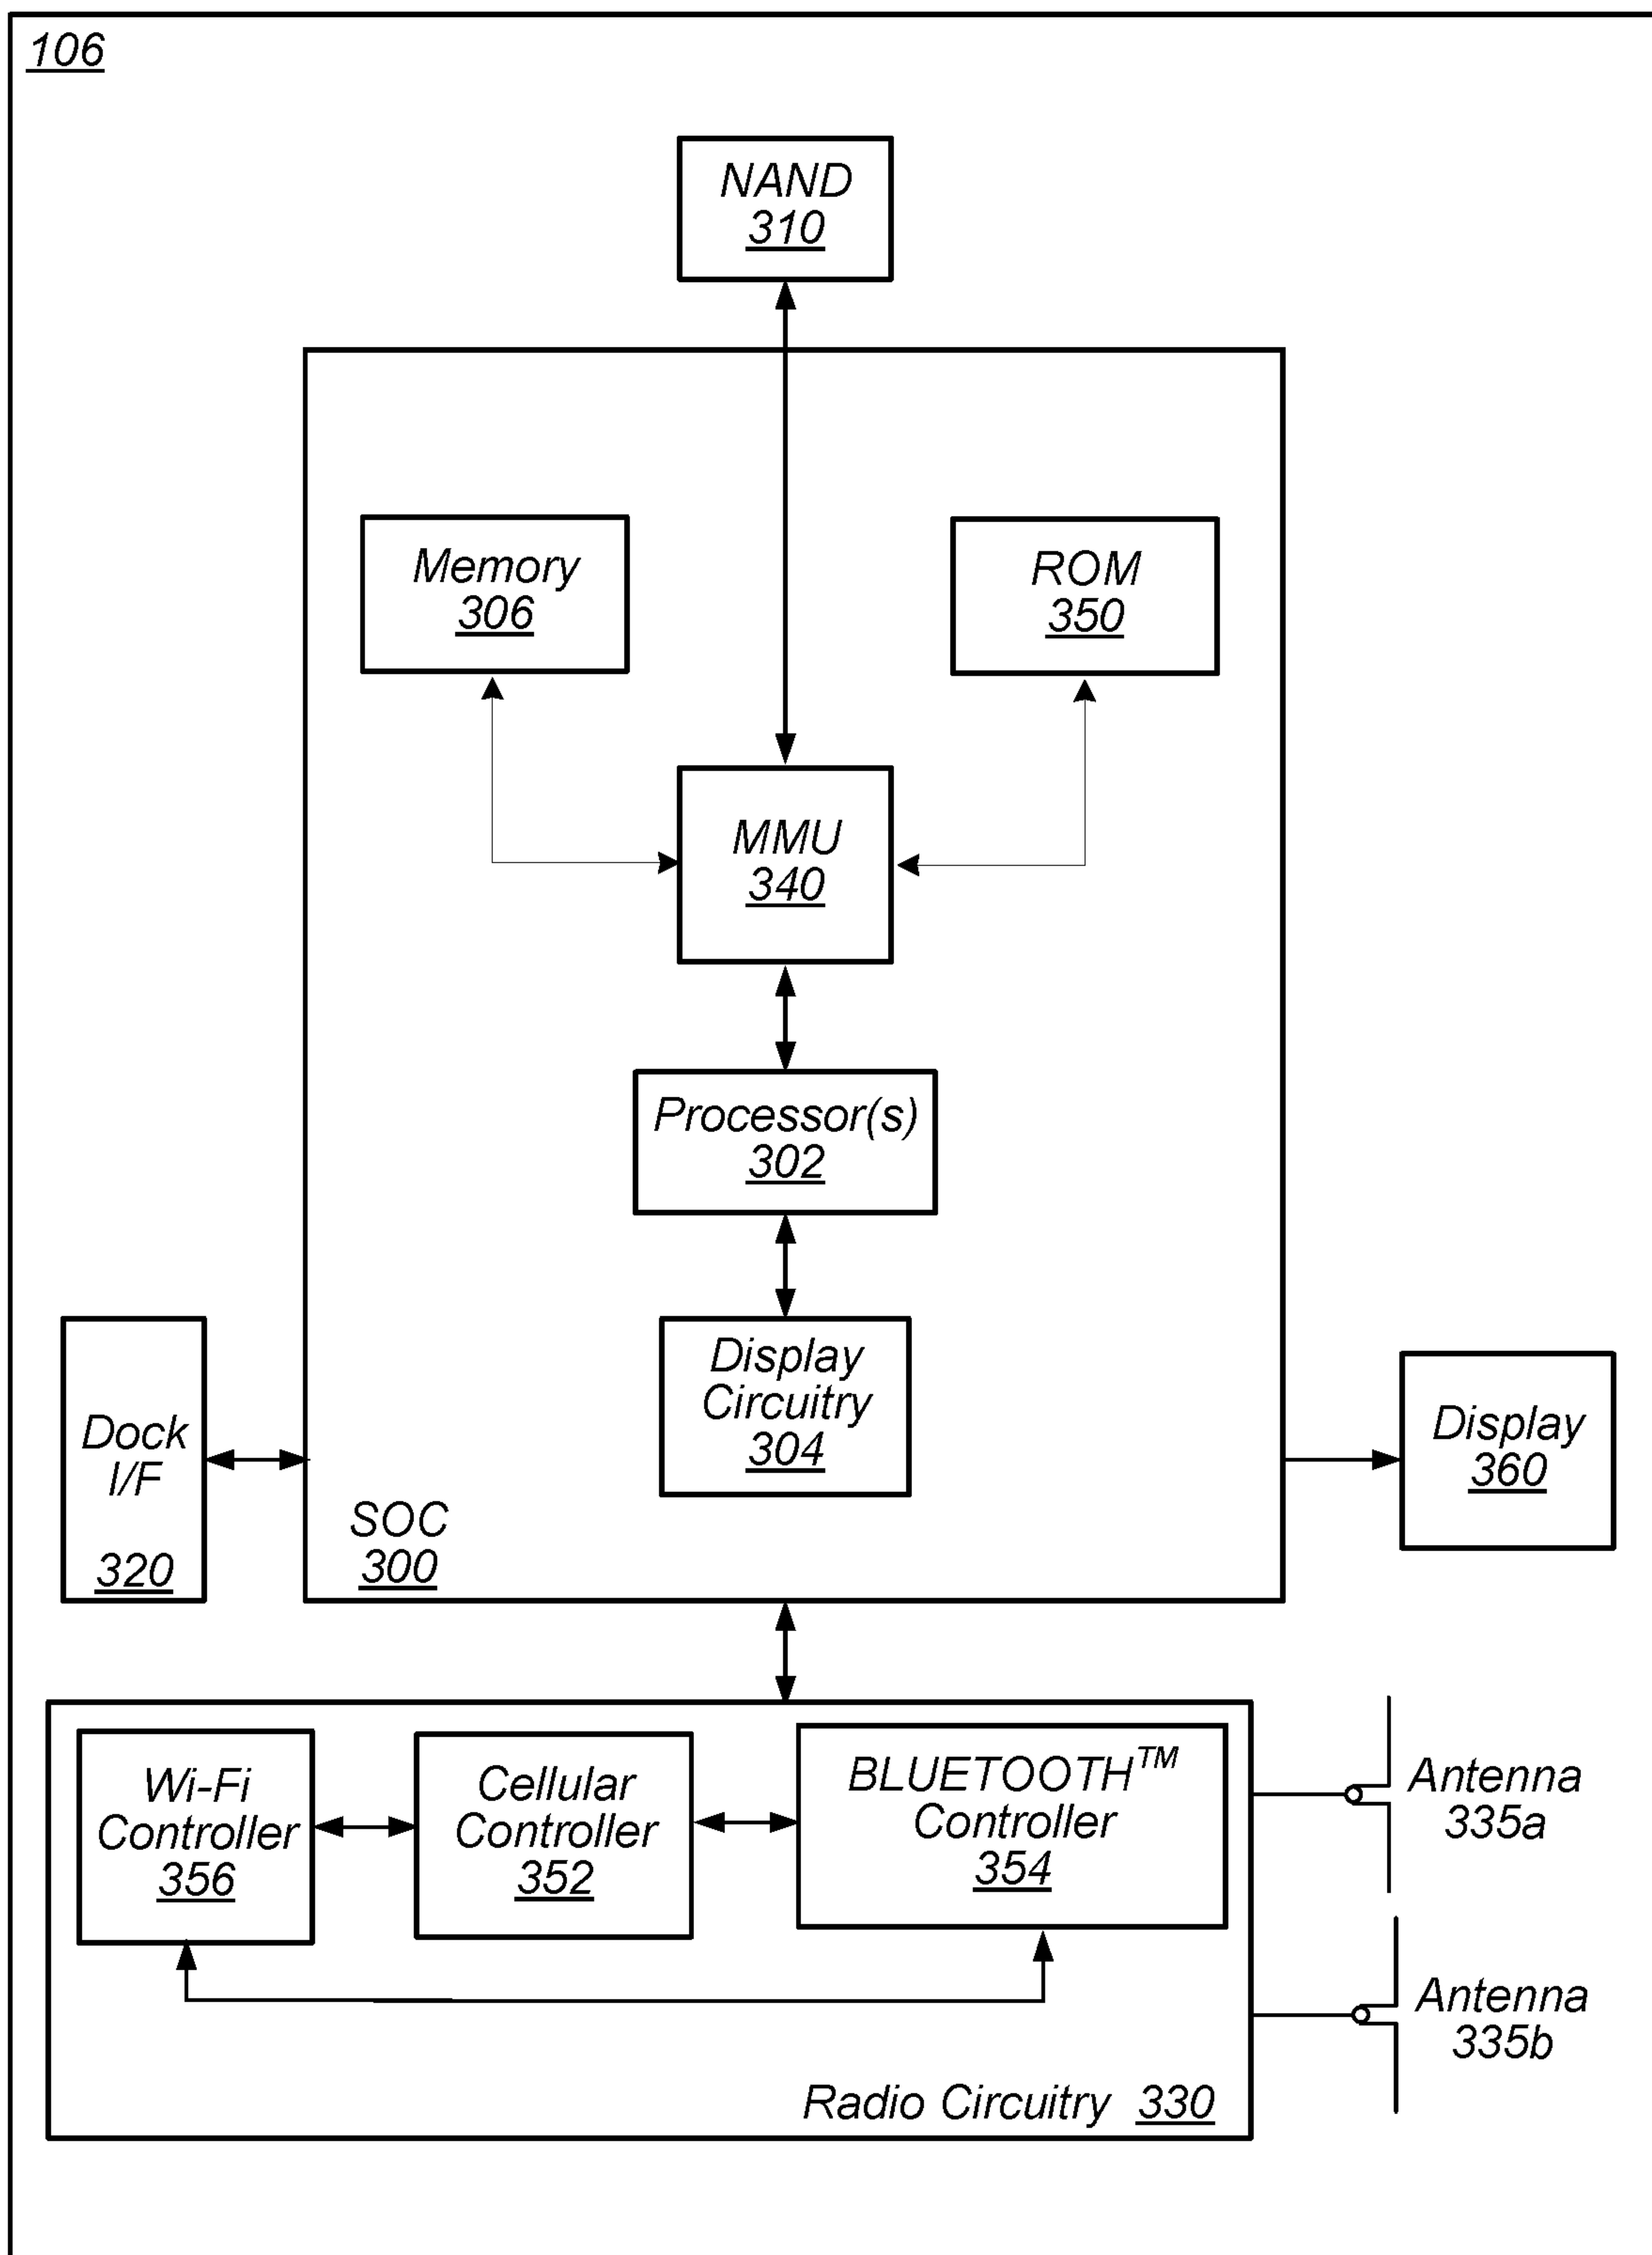 106
NAND
310
Memory
306
ROM
350
MMU
340
Processor(s)
302
Display
Circuitry
304
Dock
I/F
320
SOC
300
Display
360
Wi-Fi
Controller
356
Cellular
Controller
352
BLUETOOTH™
Controller
354
Antenna
335a
Antenna
335b
Radio Circuitry 330